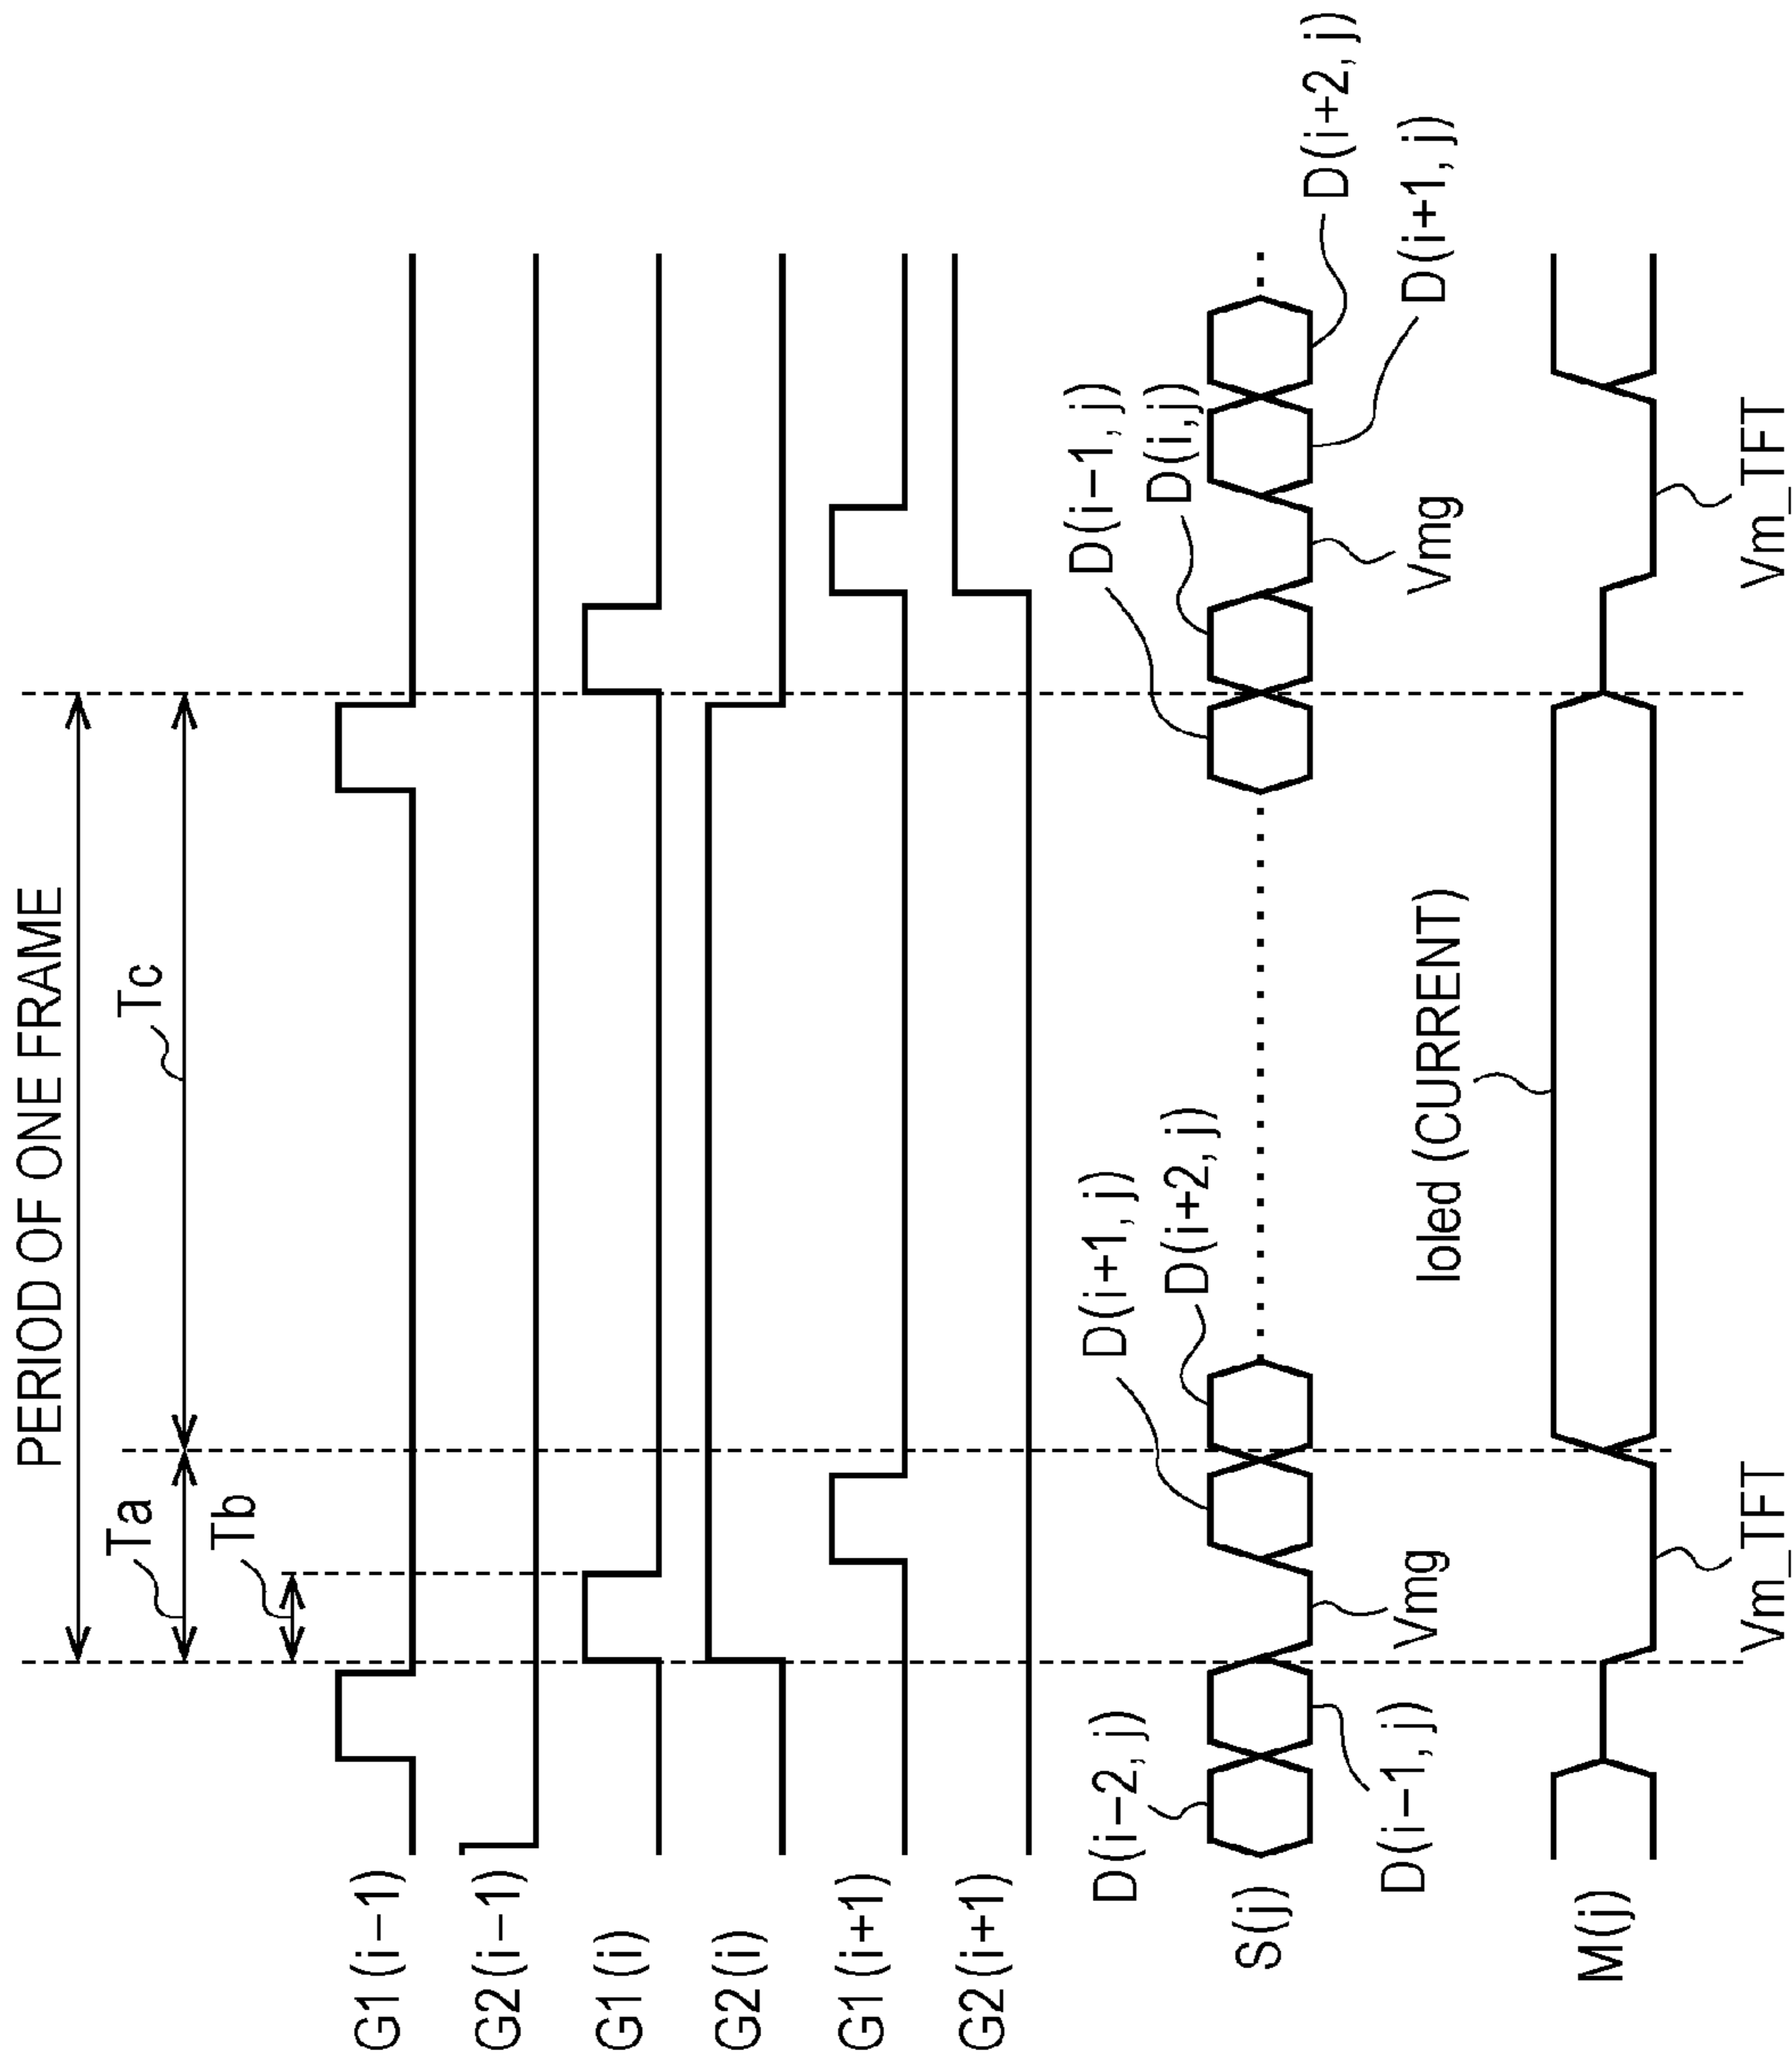 PERIOD OF ONE FRAME
Ta
Tc
Tb
G1(i−1)
G2(i−1)
G1(i)
G2(i)
G1(i+1)
G2(i+1)
D(i−2, j)
D(i+1, j)
D(i+2, j)
D(i−1, j)
D(i,j)
S(j)
D(i−1, j)
Vmg
Vmg
D(i+1, j)
D(i+2, j)
Ioled (CURRENT)
M(j)
Vm_TFT
Vm_TFT